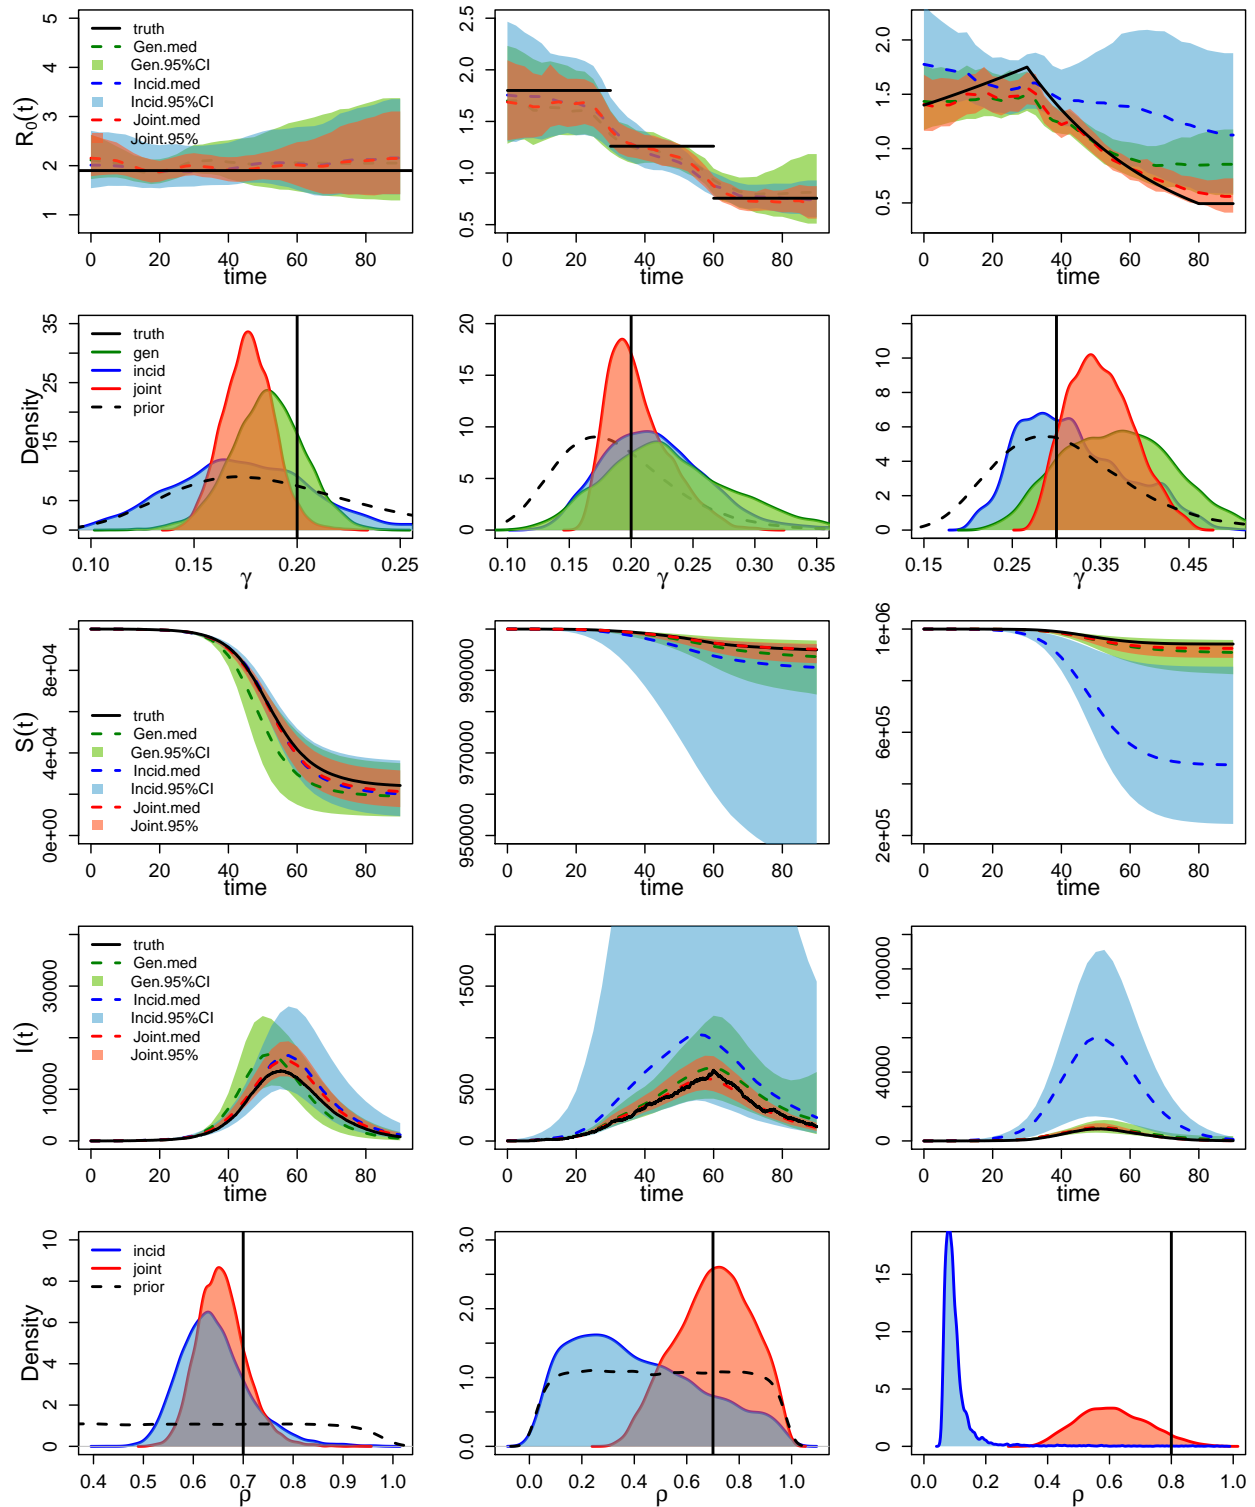 R0(t)
1 2 3 4 5
truth
Gen.med
Gen.95%CI
Incid.med
Incid.95%CI
Joint.med
Joint.95%
0 20 40 60 80
time
0.5 1.0 1.5 2.0 2.5
0 20 40 60 80
time
0.5 1.0 1.5 2.0
0 20 40 60 80
time
Density
0 5 15 25 35
truth
gen
incid
joint
prior
0.10 0.15 0.20 0.25
γ
0 5 10 15 20
0.10 0.15 0.20 0.25 0.30 0.35
γ
0 2 4 6 8 10
0.15 0.25 0.35 0.45
γ
S(t)
0e+00 4e+04 8e+04
truth
Gen.med
Gen.95%CI
Incid.med
Incid.95%CI
Joint.med
Joint.95%
0 20 40 60 80
time
950000 970000 990000
0 20 40 60 80
time
2e+05 6e+05 1e+06
0 20 40 60 80
time
I(t)
0 10000 30000
truth
Gen.med
Gen.95%CI
Incid.med
Incid.95%CI
Joint.med
Joint.95%
0 20 40 60 80
time
0 500 1500
0 20 40 60 80
time
0 40000 100000
0 20 40 60 80
time
Density
0 2 4 6 8 10
incid
joint
prior
0.4 0.5 0.6 0.7 0.8 0.9 1.0
ρ
0.0 1.0 2.0 3.0
0.0 0.2 0.4 0.6 0.8 1.0
ρ
0 5 10 15
0.0 0.2 0.4 0.6 0.8 1.0
ρ